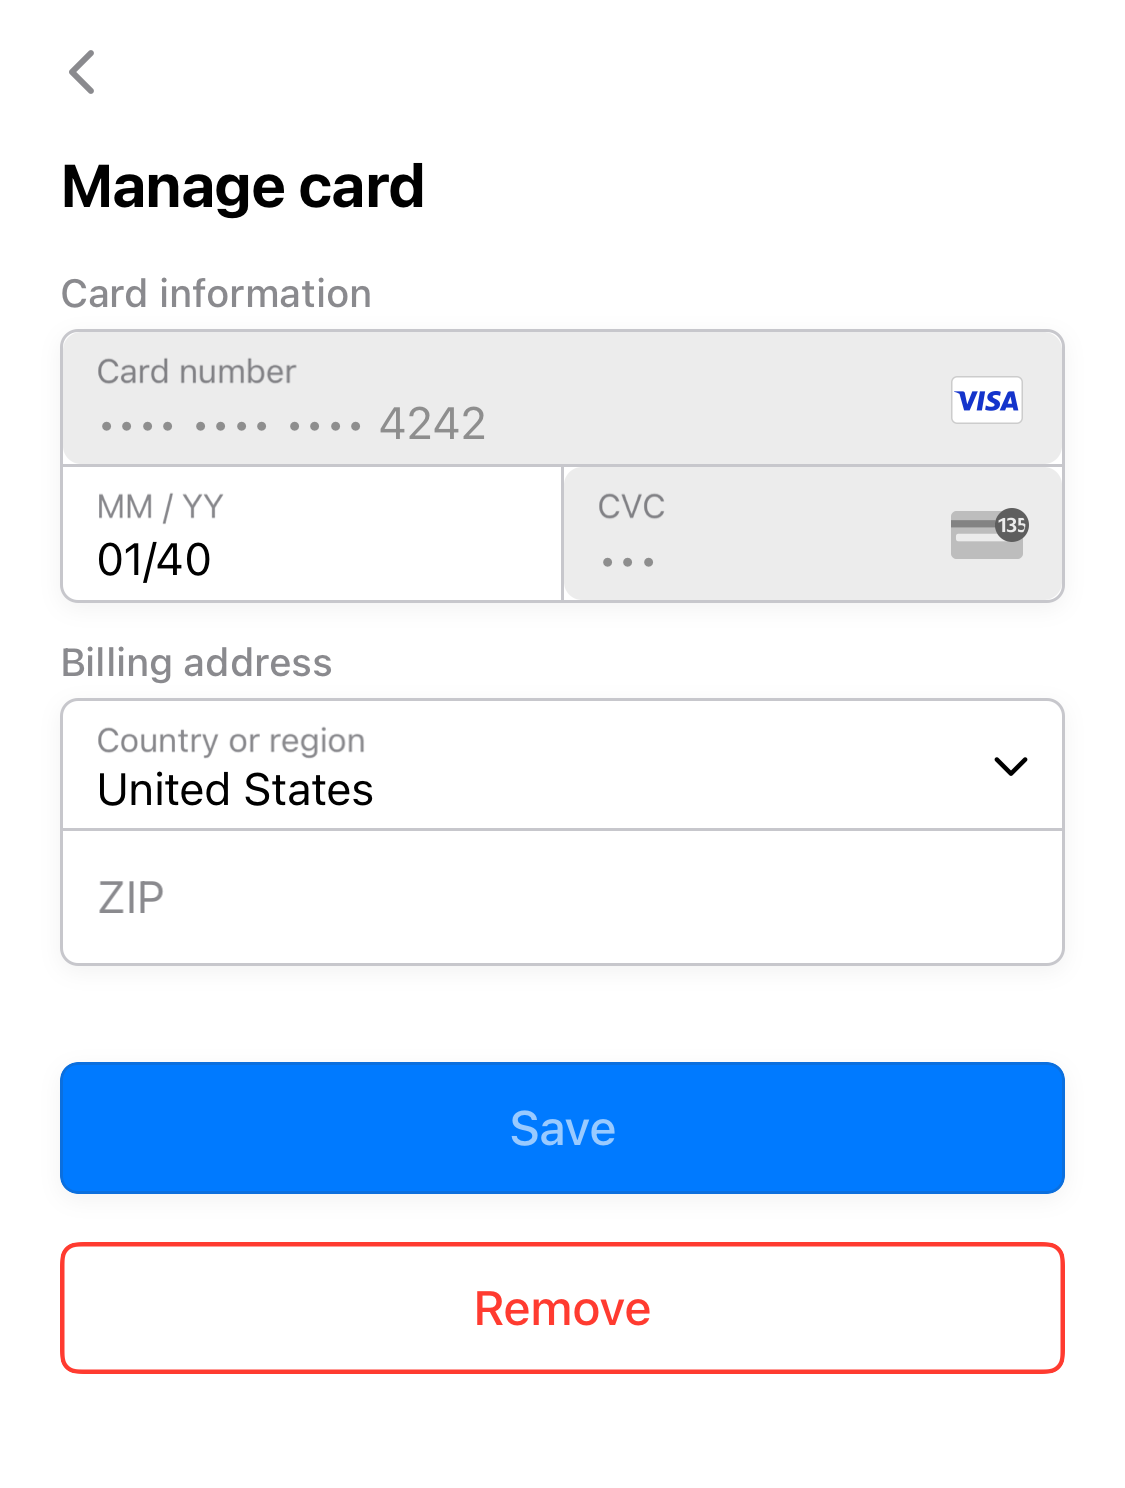 Manage card
Card information
Card number
•••• •••• •••• 4242
VISA
MM / YY
01/40
CVC
•••
135
Billing address
Country or region
United States
ZIP
Save
Remove